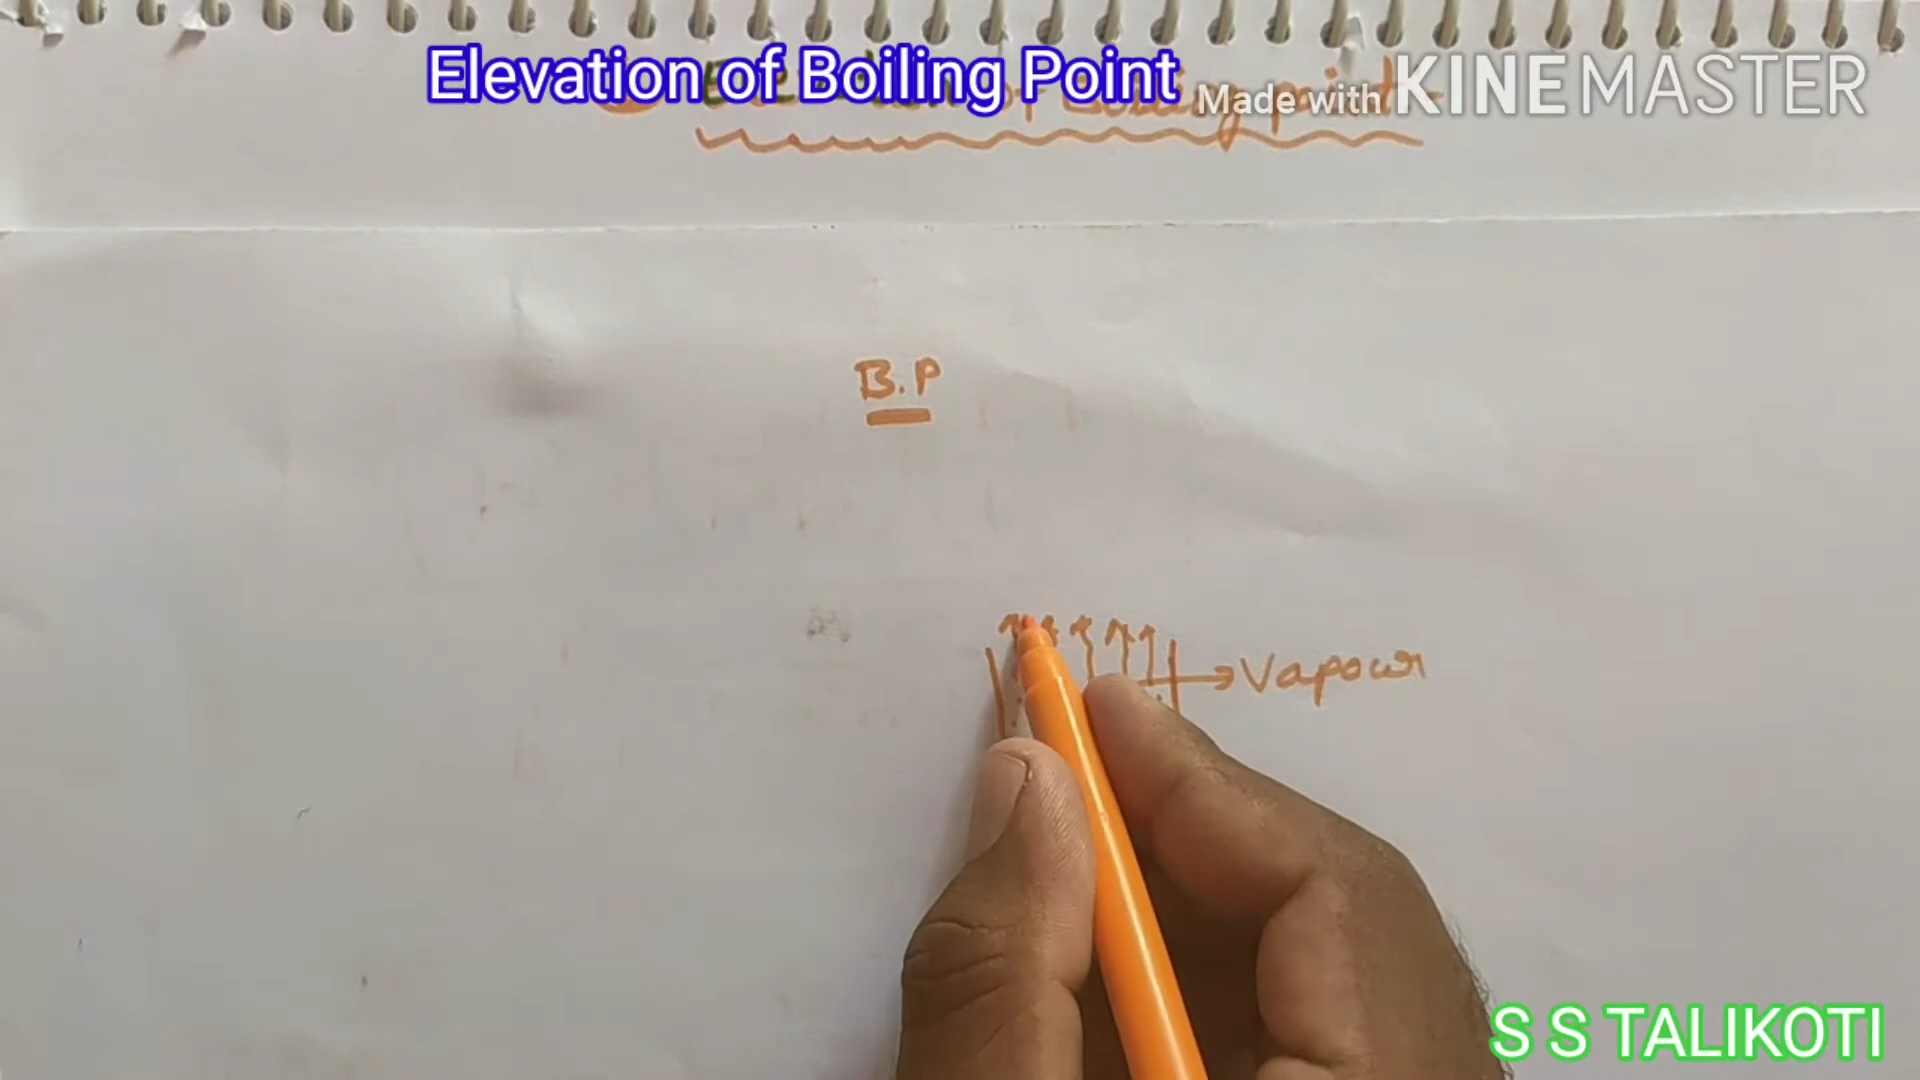 Elevation of Boiling Point
Made with KINEMASTER
B.P
Vapour
S S TALIKOTI